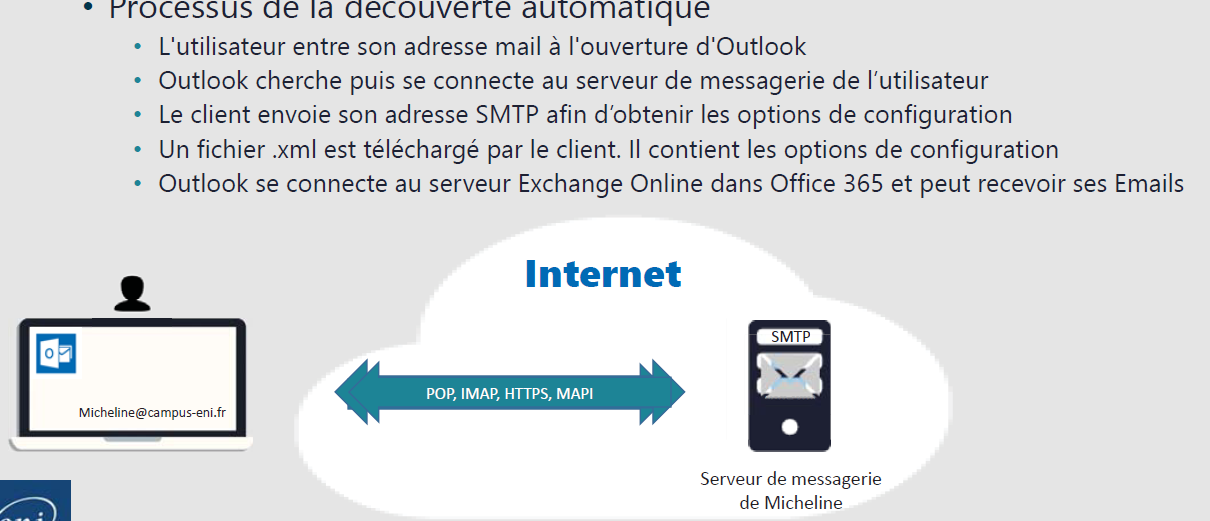 • Processus de la découverte automatique
• L'utilisateur entre son adresse mail à l'ouverture d'Outlook
• Outlook cherche puis se connecte au serveur de messagerie de l’utilisateur
• Le client envoie son adresse SMTP afin d’obtenir les options de configuration
• Un fichier .xml est téléchargé par le client. Il contient les options de configuration
• Outlook se connecte au serveur Exchange Online dans Office 365 et peut recevoir ses Emails
Internet
SMTP
POP, IMAP, HTTPS, MAPI
Micheline@campus-eni.fr
Serveur de messagerie
de Micheline
eni